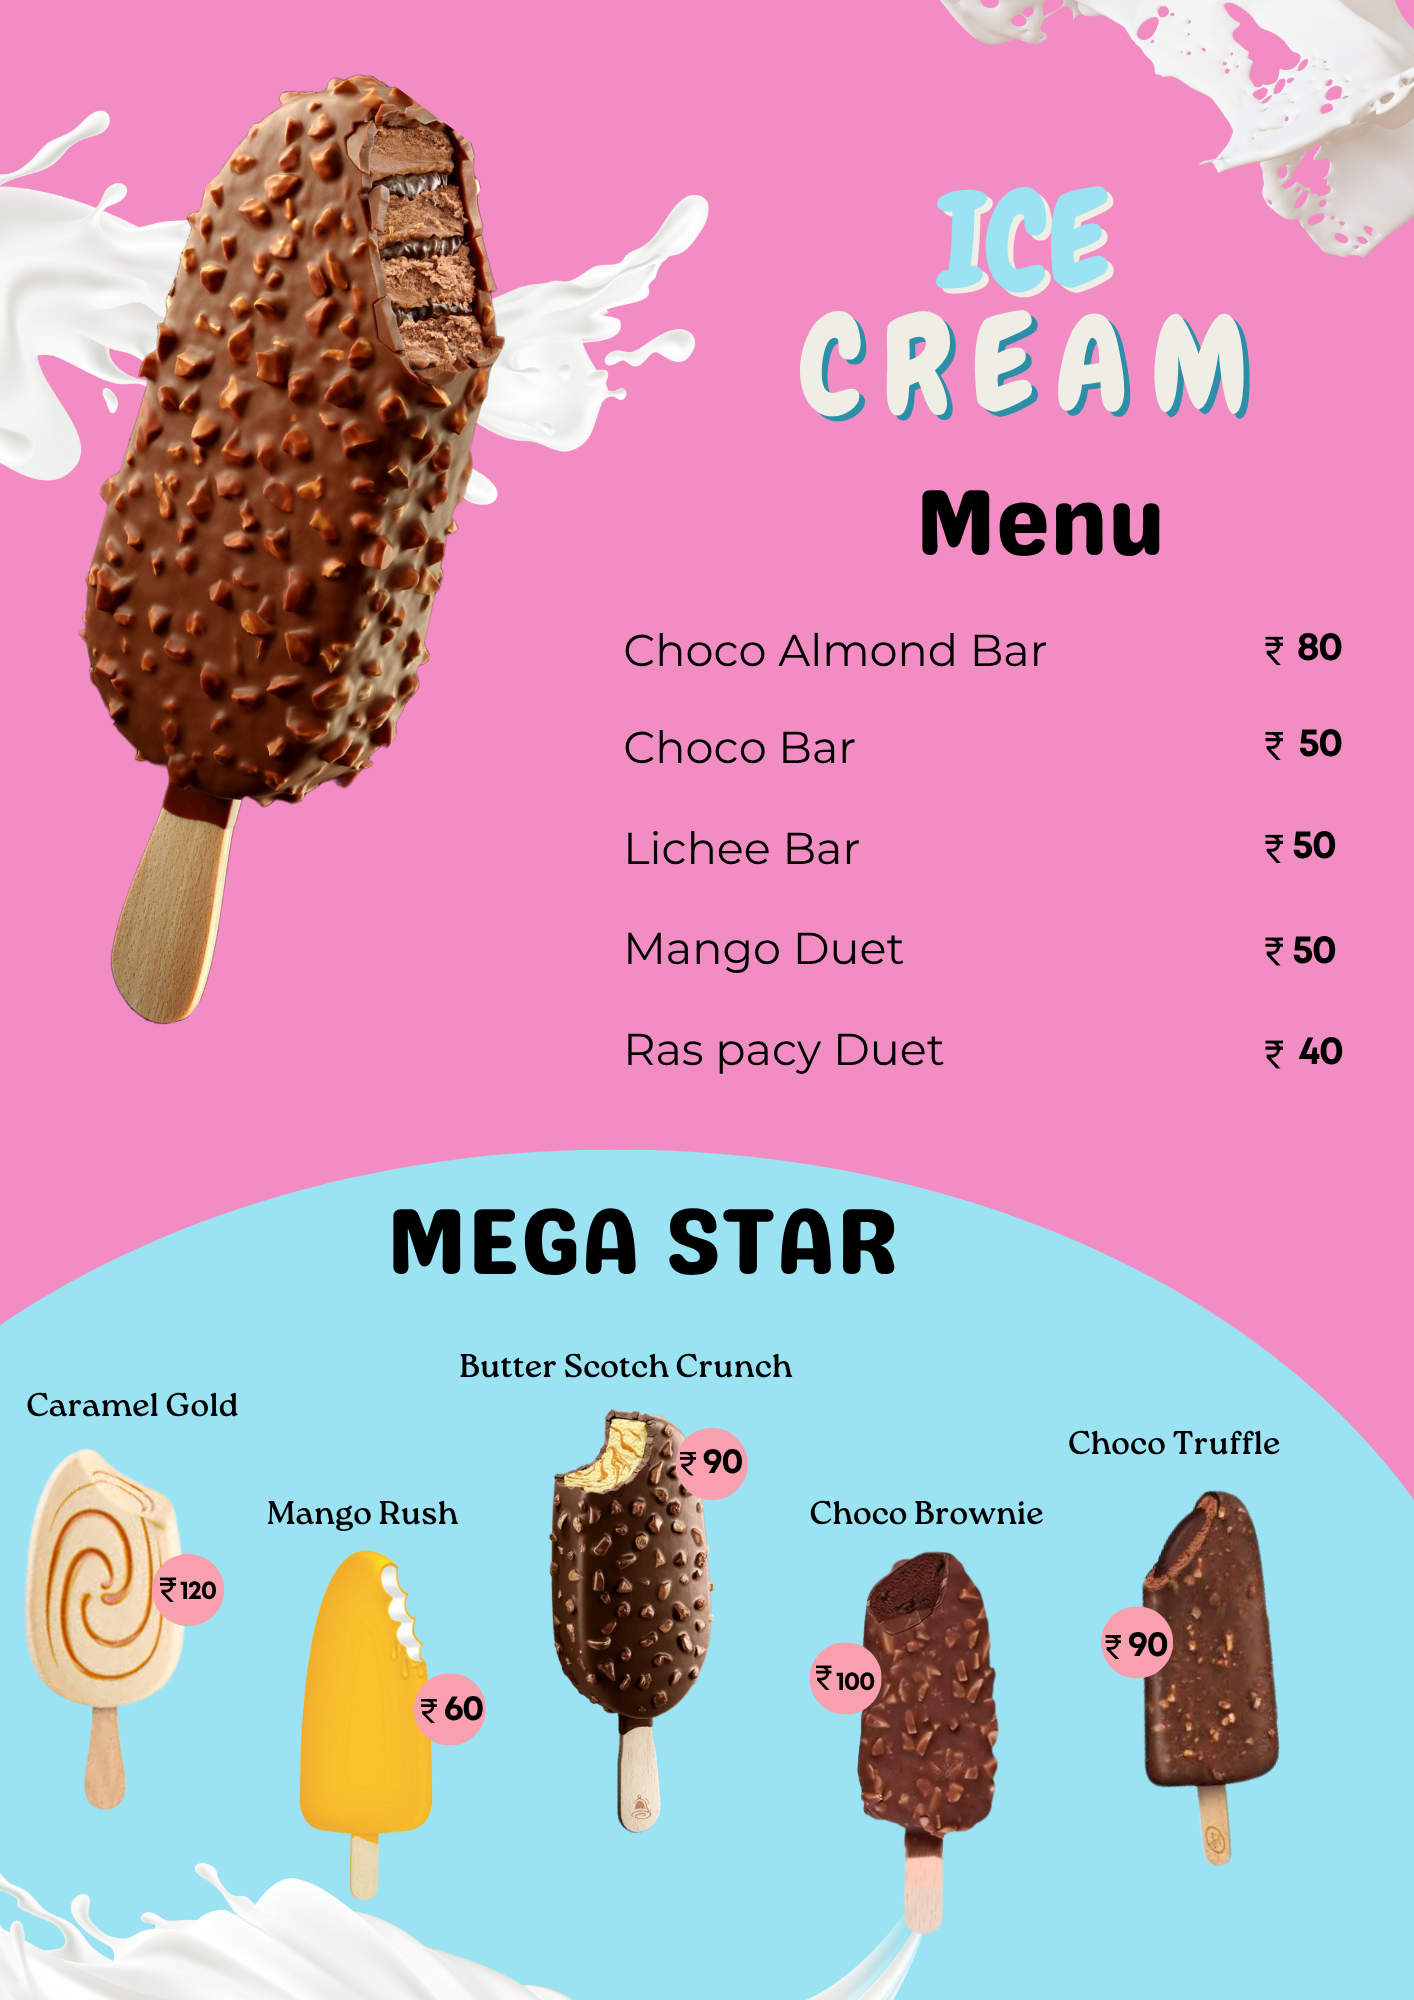 ICE
CREAM
Menu
Choco Almond Bar ₹ 80
Choco Bar ₹ 50
Lichee Bar ₹ 50
Mango Duet ₹ 50
Ras pacy Duet ₹ 40
MEGA STAR
Caramel Gold
₹120
Mango Rush
₹ 60
Butter Scotch Crunch
₹ 90
Choco Brownie
₹100
Choco Truffle
₹ 90